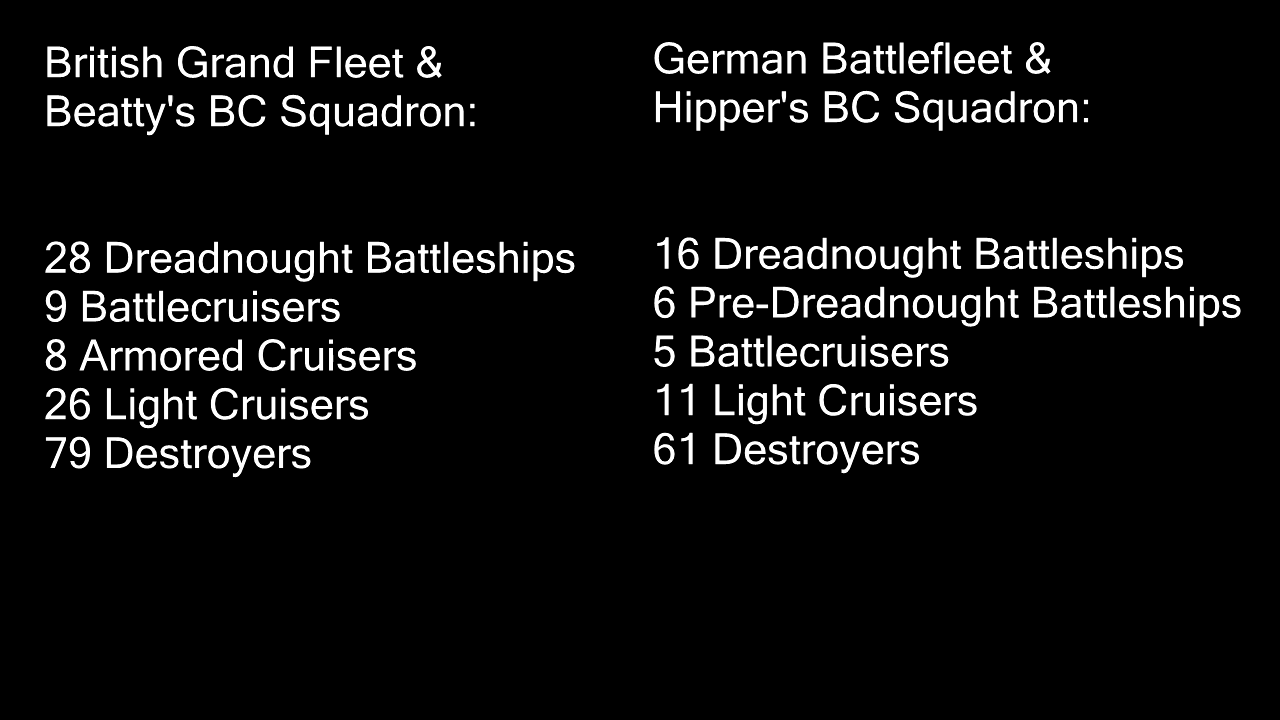 British Grand Fleet &
Beatty's BC Squadron:
28 Dreadnought Battleships
9 Battlecruisers
8 Armored Cruisers
26 Light Cruisers
79 Destroyers
German Battlefleet &
Hipper's BC Squadron:
16 Dreadnought Battleships
6 Pre-Dreadnought Battleships
5 Battlecruisers
11 Light Cruisers
61 Destroyers